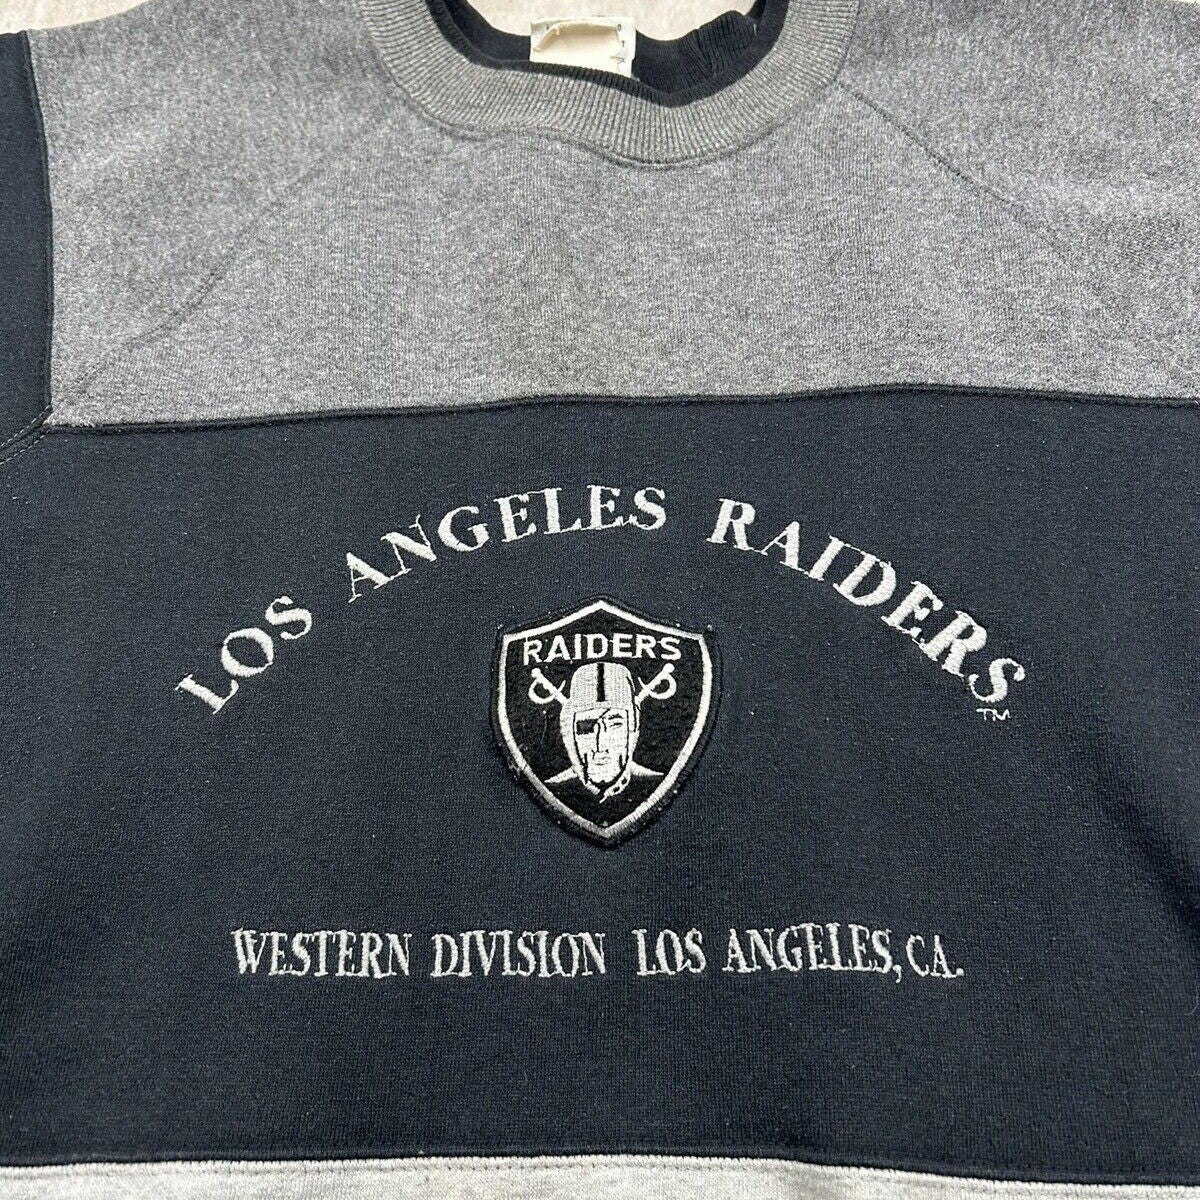 LOS ANGELES RAIDERS
TM
RAIDERS
WESTERN DIVISION LOS ANGELES, CA.